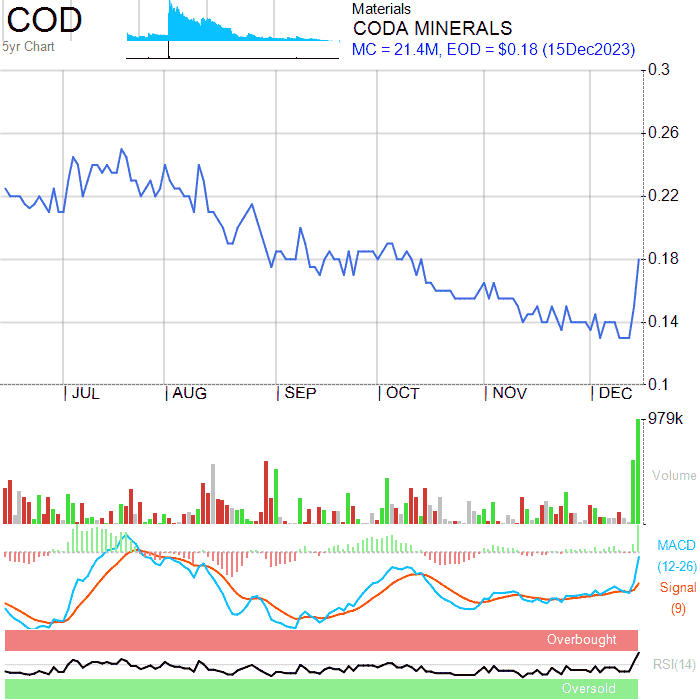 COD
5yr Chart
Materials
CODA MINERALS
MC = 21.4M, EOD = $0.18 (15Dec2023)
0.3
0.26
0.22
0.18
0.14
0.1
JUL
AUG
SEP
OCT
NOV
DEC
979k
Volume
MACD
(12-26)
Signal
(9)
Overbought
RSI(14)
Oversold